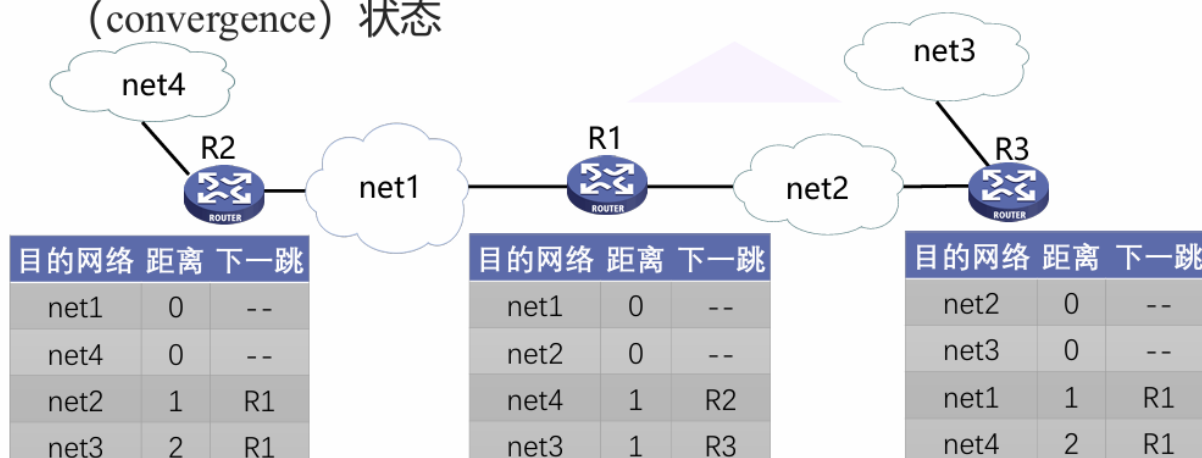 （convergence）状态
net4
net3
R2
R1
R3
net1
net2
ROUTER
ROUTER
ROUTER
目的网络 距离 下一跳
net1 0 --
net4 0 --
net2 1 R1
net3 2 R1
目的网络 距离 下一跳
net1 0 --
net2 0 --
net4 1 R2
net3 1 R3
目的网络 距离 下一跳
net2 0 --
net3 0 --
net1 1 R1
net4 2 R1